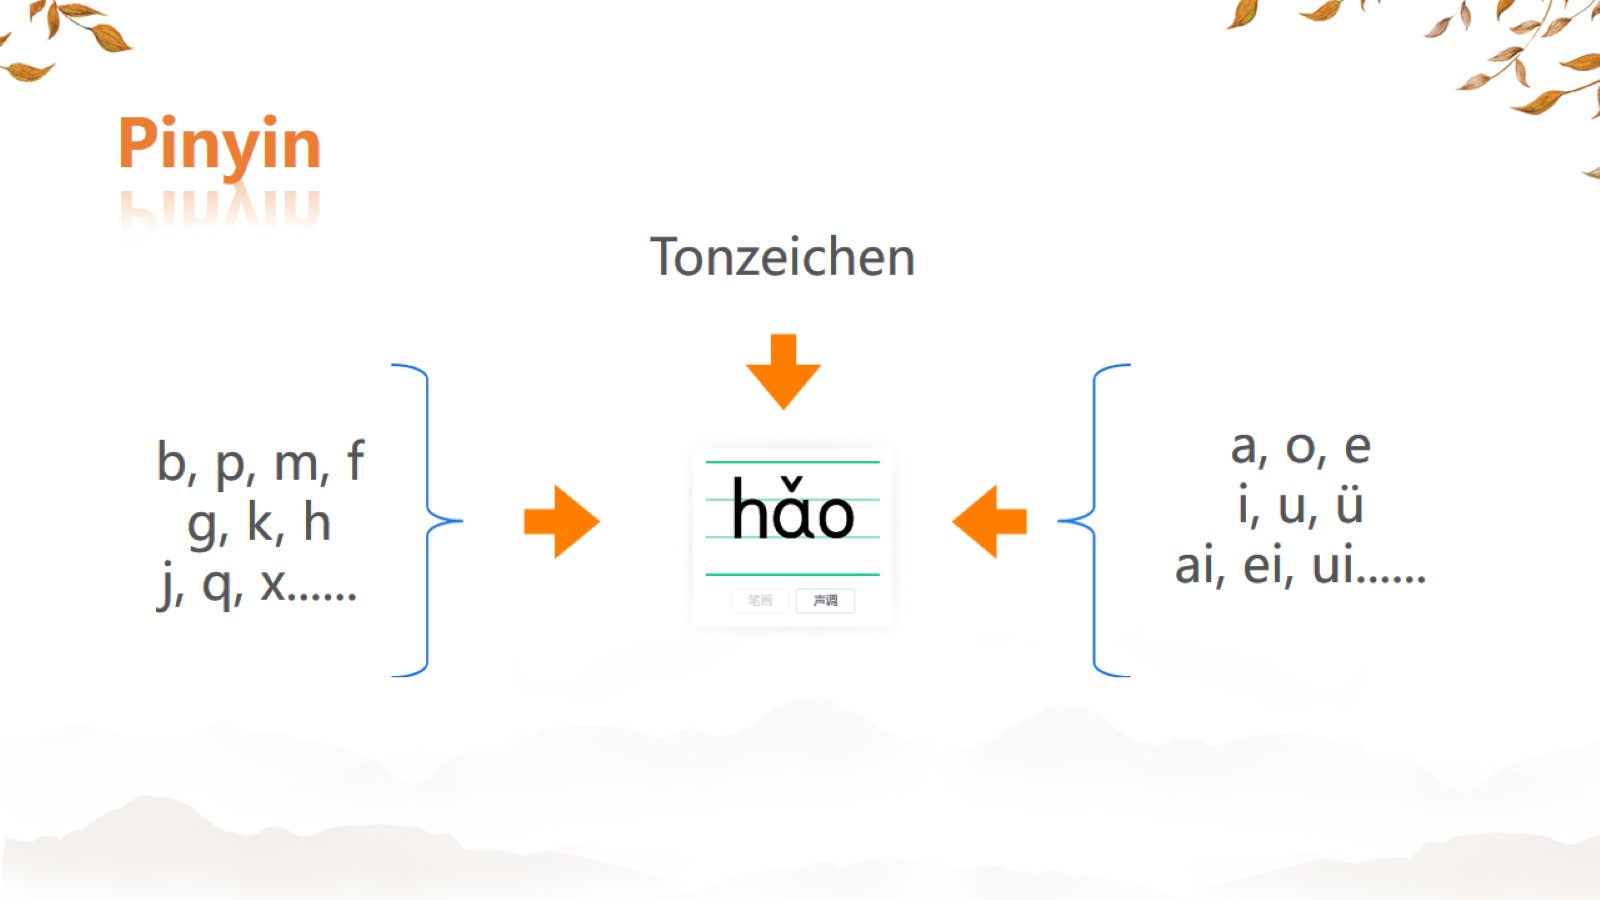 Pinyin
Tonzeichen
b, p, m, f
g, k, h
j, q, x......
hǎo
笔画 声调
a, o, e
i, u, ü
ai, ei, ui......